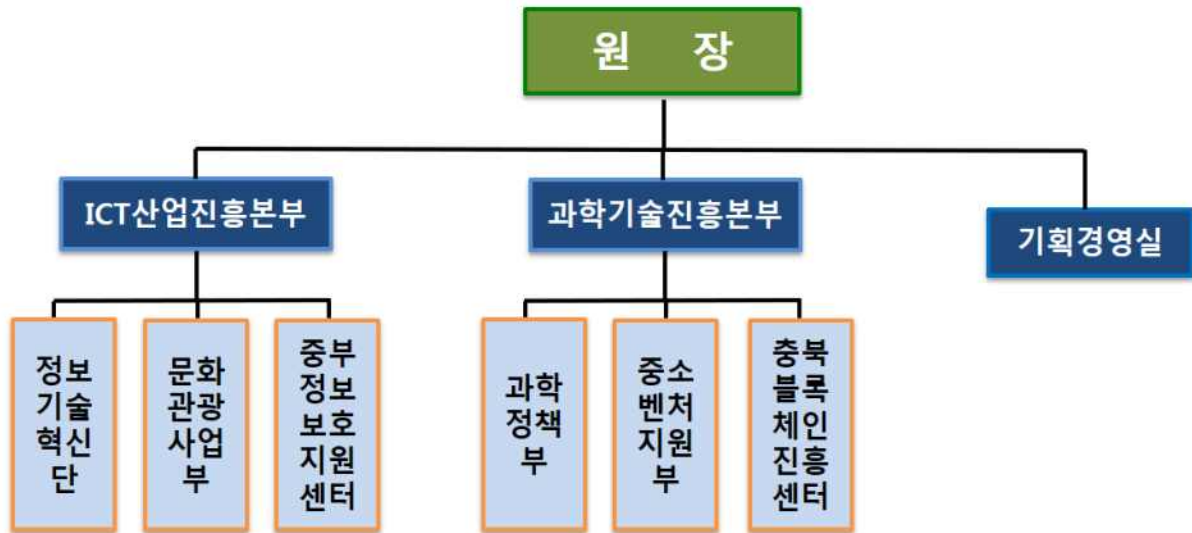 원 장
ICT산업진흥본부
과학기술진흥본부
기획경영실
정보
기술
혁신
단
문화
관광
사업
부
중부
정보
보호
지원
센터
과학
정책
부
중소
벤처
지원
부
충북
블록
체인
진흥
센터